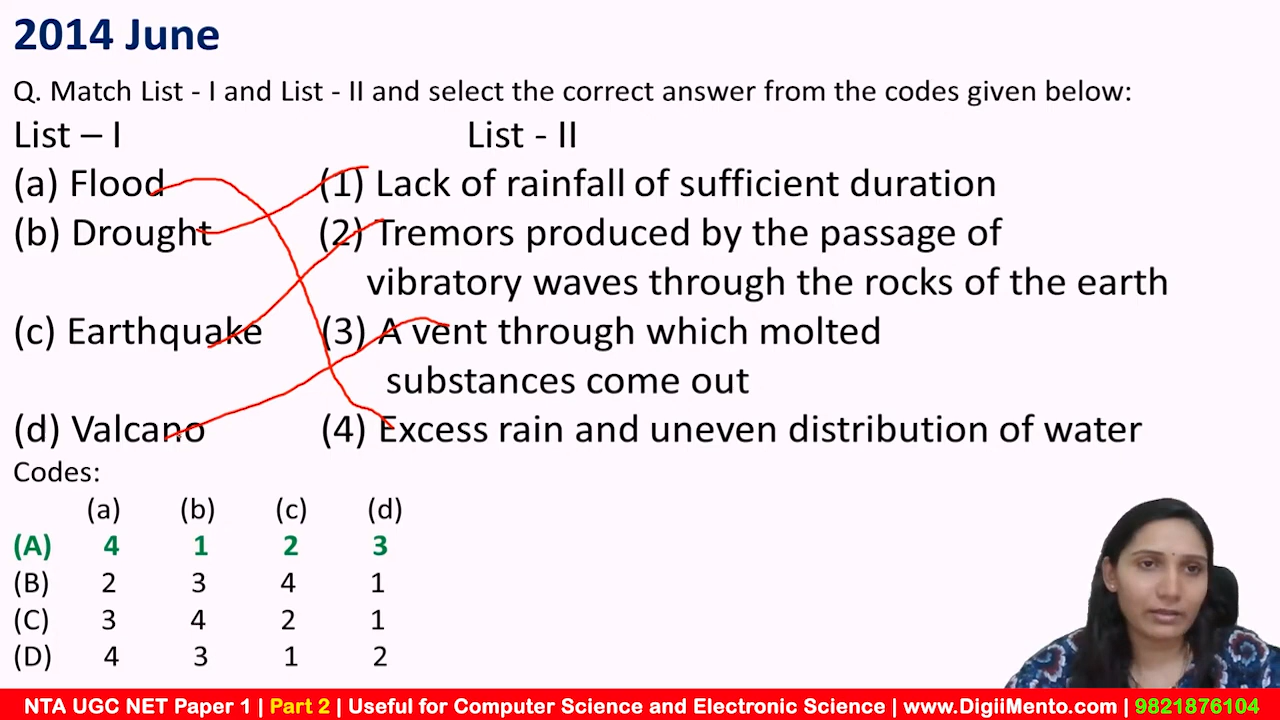 2014 June
Q. Match List - I and List - II and select the correct answer from the codes given below:
List – I List - II
(a) Flood (1) Lack of rainfall of sufficient duration
(b) Drought (2) Tremors produced by the passage of
vibratory waves through the rocks of the earth
(c) Earthquake (3) A vent through which molted
substances come out
(d) Valcano (4) Excess rain and uneven distribution of water
Codes:
(a) (b) (c) (d)
(A) 4 1 2 3
(B) 2 3 4 1
(C) 3 4 2 1
(D) 4 3 1 2
NTA UGC NET Paper 1 | Part 2 | Useful for Computer Science and Electronic Science | www.DigiiMento.com | 9821876104